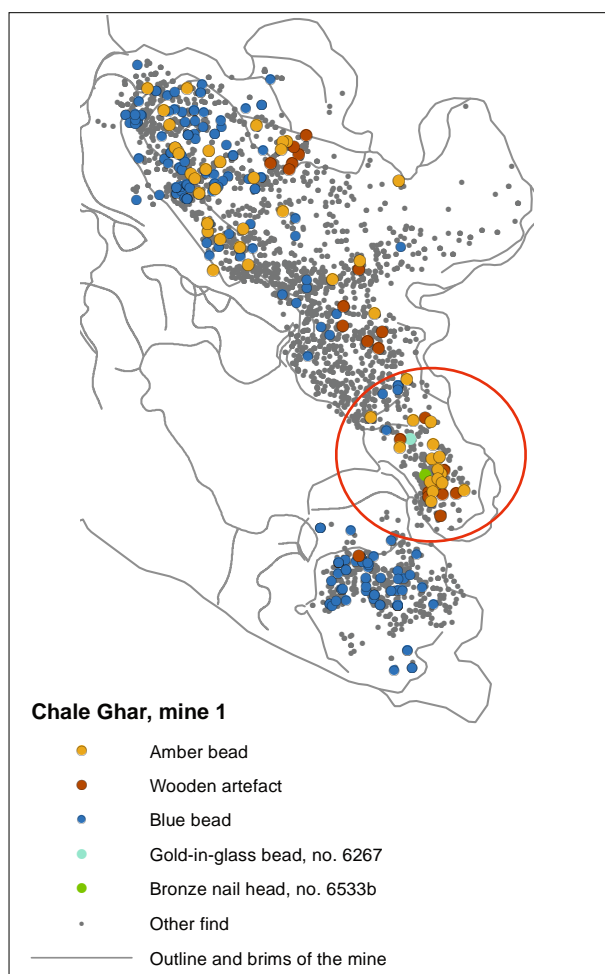 Chale Ghar, mine 1
Amber bead
Wooden artefact
Blue bead
Gold-in-glass bead, no. 6267
Bronze nail head, no. 6533b
Other find
Outline and brims of the mine